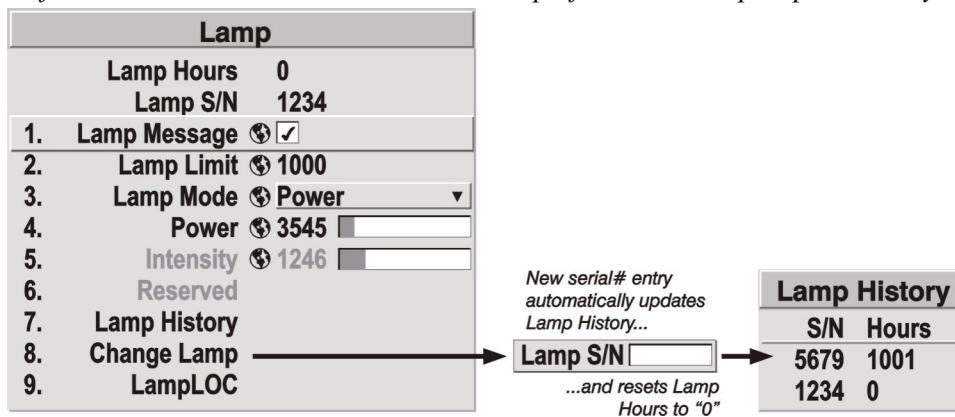 Lamp
Lamp Hours 0
Lamp S/N 1234
1. Lamp Message ✓
2. Lamp Limit 1000
3. Lamp Mode Power ▼
4. Power 3545
5. Intensity 1246
6. Reserved
7. Lamp History
8. Change Lamp
9. LampLOC
New serial# entry
automatically updates
Lamp History...
Lamp S/N
...and resets Lamp
Hours to "0"
Lamp History
S/N Hours
5679 1001
1234 0